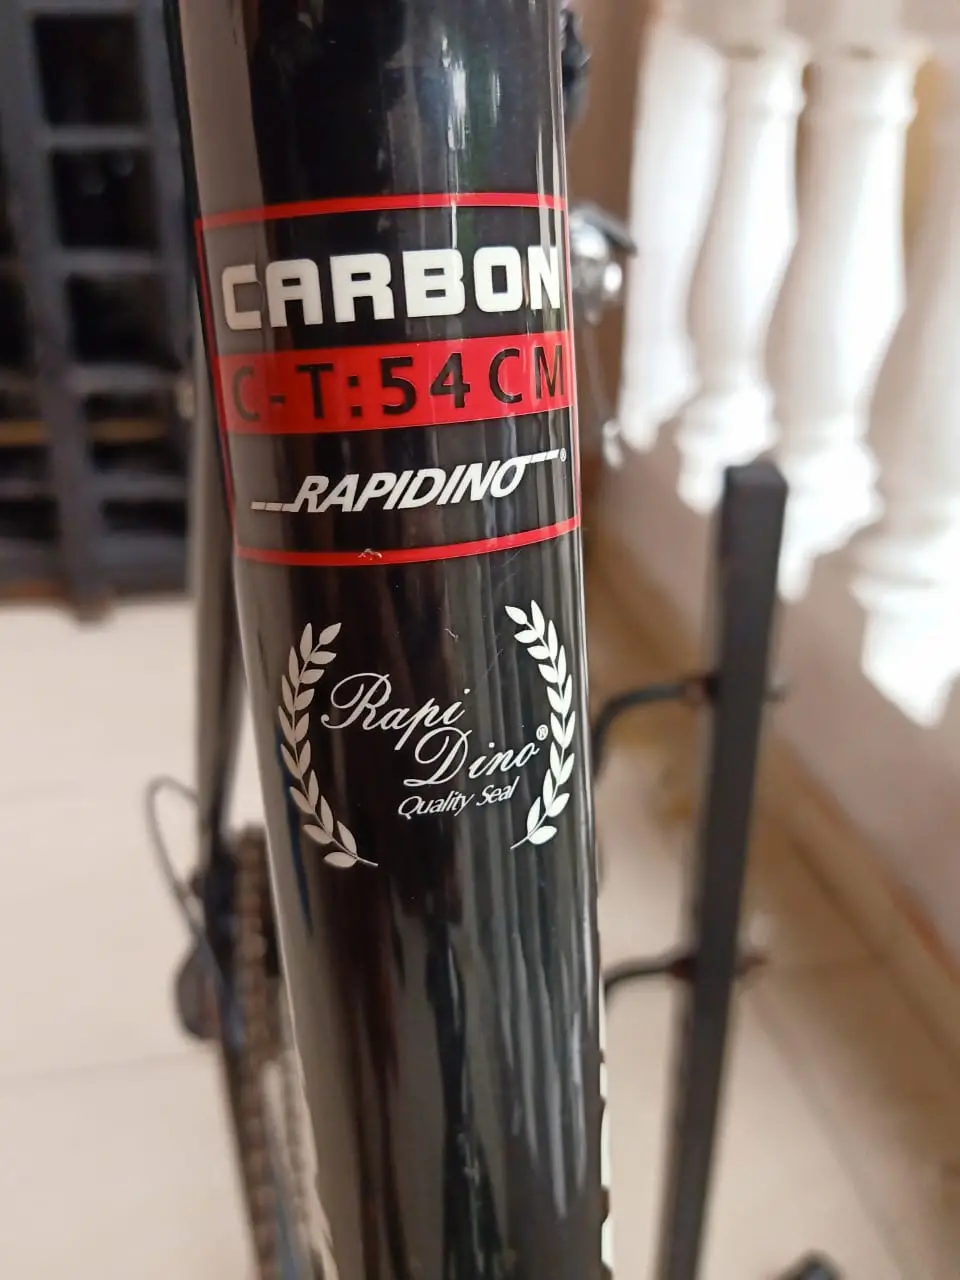 CARBON
C-T:54CM
RAPIDINO®
Rapi
Dino®
Quality Seal